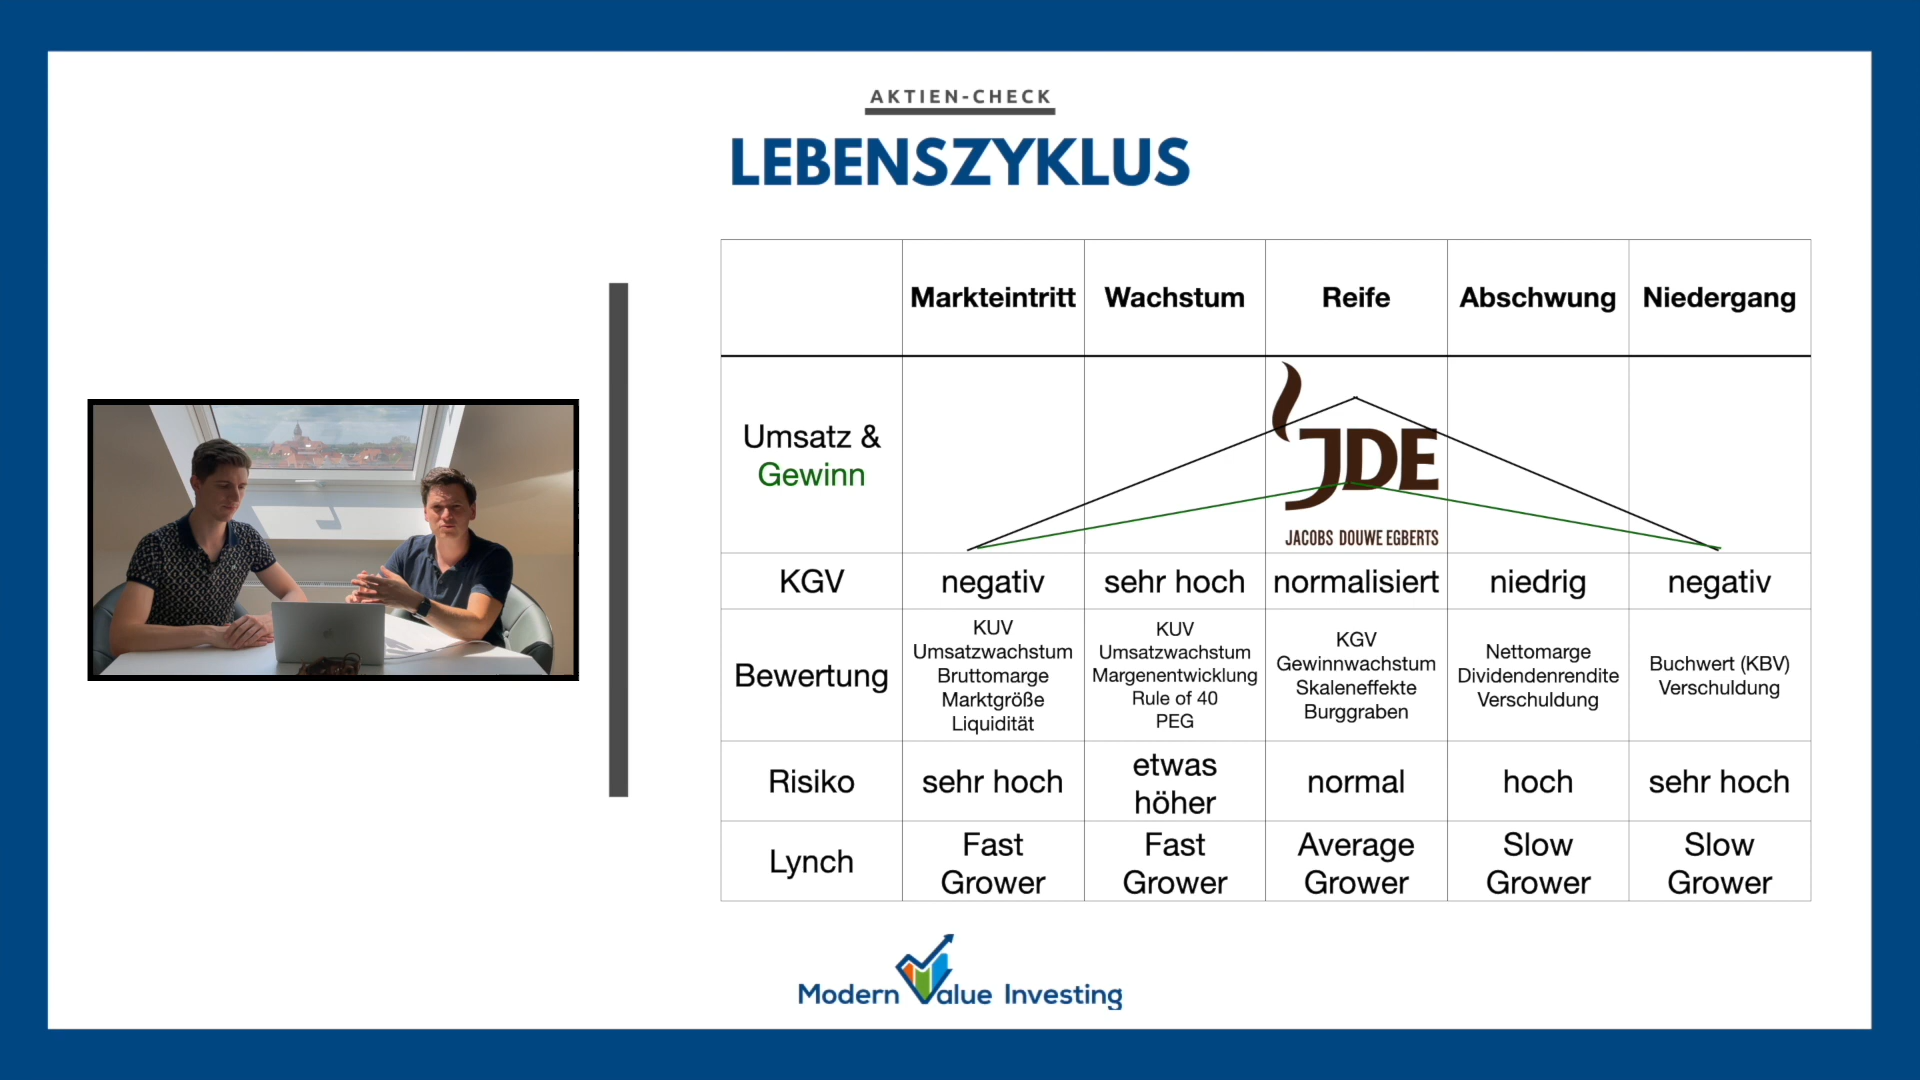 AKTIEN-CHECK
LEBENSZYKLUS
Markteintritt Wachstum Reife Abschwung Niedergang
Umsatz &
Gewinn
JDE
JACOBS DOUWE EGBERTS
KGV negativ sehr hoch normalisiert niedrig negativ
Bewertung
KUV
Umsatzwachstum
Bruttomarge
Marktgröße
Liquidität
KUV
Umsatzwachstum
Margenentwicklung
Rule of 40
PEG
KGV
Gewinnwachstum
Skaleneffekte
Burggraben
Nettomarge
Dividendenrendite
Verschuldung
Buchwert (KBV)
Verschuldung
Risiko
sehr hoch
etwas
höher
normal
hoch
sehr hoch
Lynch
Fast
Grower
Fast
Grower
Average
Grower
Slow
Grower
Slow
Grower
Modern Value Investing